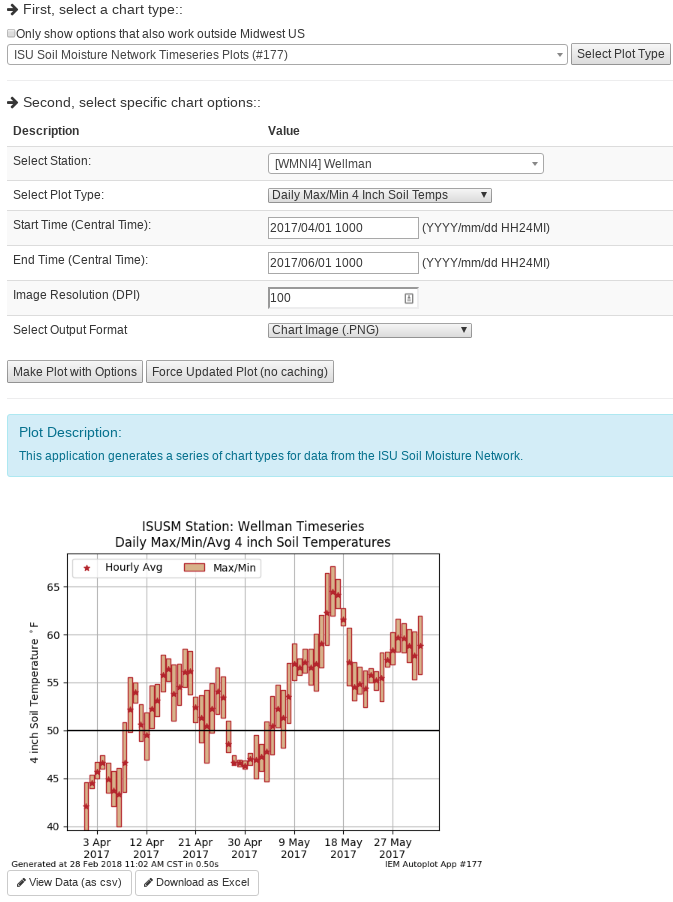 First, select a chart type::
Only show options that also work outside Midwest US
ISU Soil Moisture Network Timeseries Plots (#177)
Select Plot Type
Second, select specific chart options::
Description Value
Select Station: [WMNI4] Wellman
Select Plot Type: Daily Max/Min 4 Inch Soil Temps
Start Time (Central Time): 2017/04/01 1000 (YYYY/mm/dd HH24MI)
End Time (Central Time): 2017/06/01 1000 (YYYY/mm/dd HH24MI)
Image Resolution (DPI) 100
Select Output Format Chart Image (.PNG)
Make Plot with Options Force Updated Plot (no caching)
Plot Description:
This application generates a series of chart types for data from the ISU Soil Moisture Network.
ISUSM Station: Wellman Timeseries
Daily Max/Min/Avg 4 inch Soil Temperatures
Hourly Avg Max/Min
4 inch Soil Temperature °F
65
60
55
50
45
40
3 Apr 12 Apr 21 Apr 30 Apr 9 May 18 May 27 May
2017 2017 2017 2017 2017 2017 2017
Generated at 28 Feb 2018 11:02 AM CST in 0.50s IEM Autoplot App #177
View Data (as csv) Download as Excel